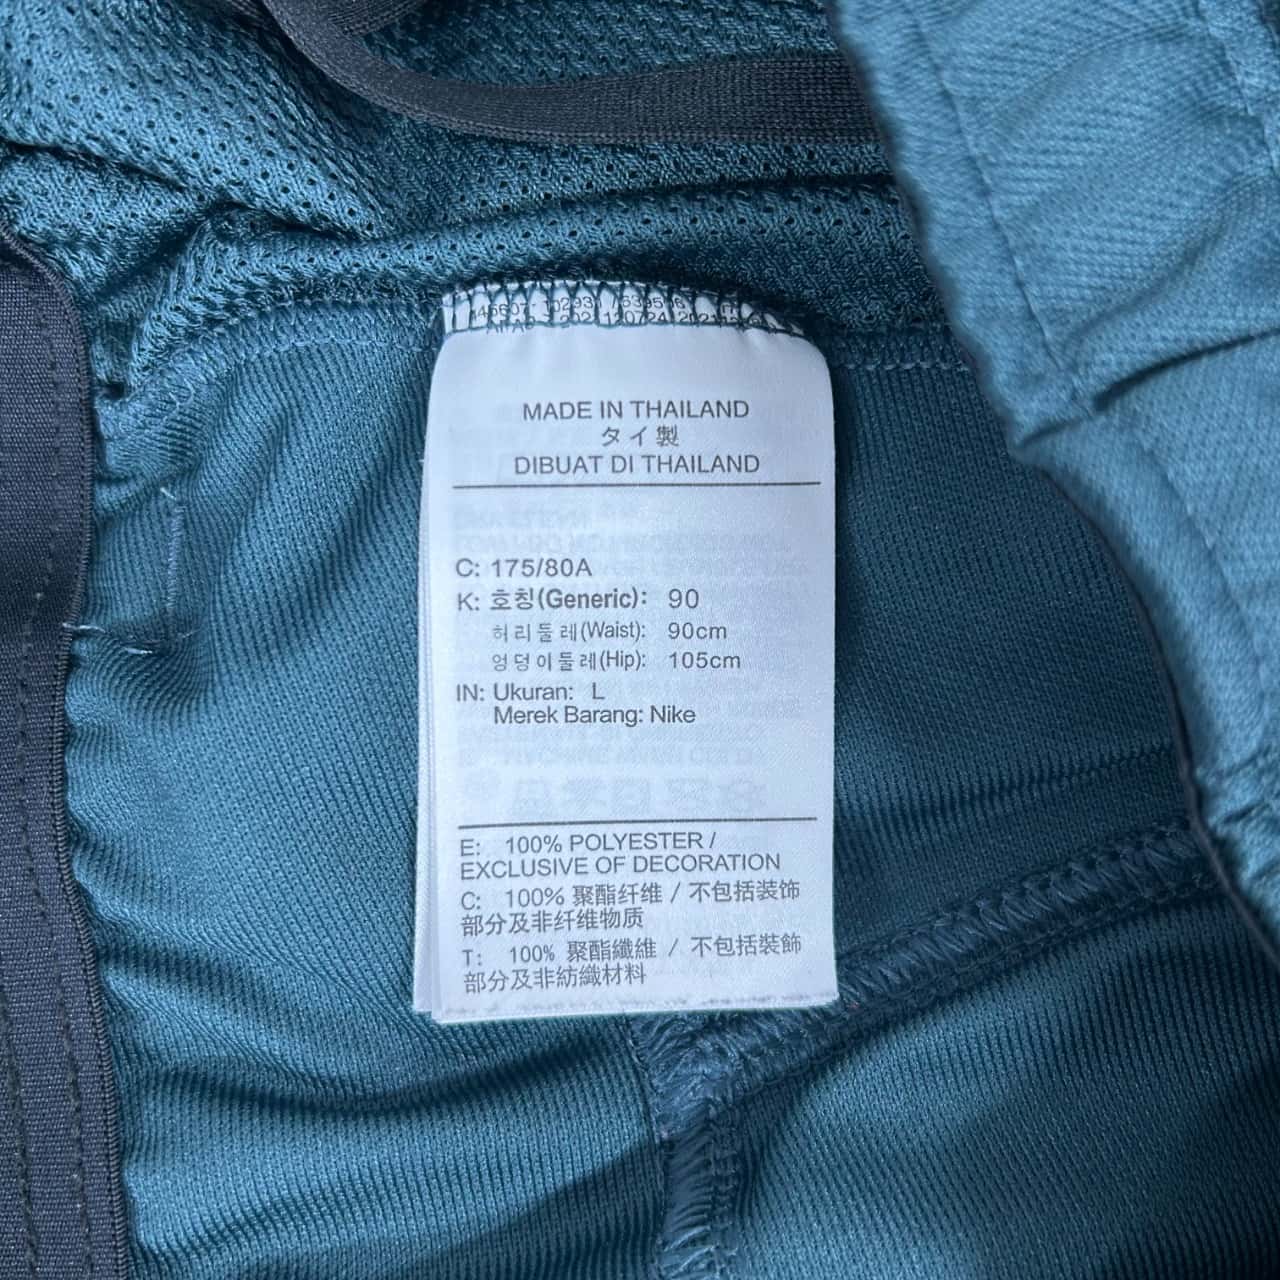 MADE IN THAILAND
タイ製
DIBUAT DI THAILAND
C: 175/80A
K: 호칭(Generic): 90
허리둘레(Waist): 90cm
엉덩이둘레(Hip): 105cm
IN: Ukuran: L
Merek Barang: Nike
E: 100% POLYESTER /
EXCLUSIVE OF DECORATION
C: 100% 聚酯纤维 / 不包括装饰
部分及非纤维物质
T: 100% 聚酯纖維 / 不包括裝飾
部分及非紡織材料